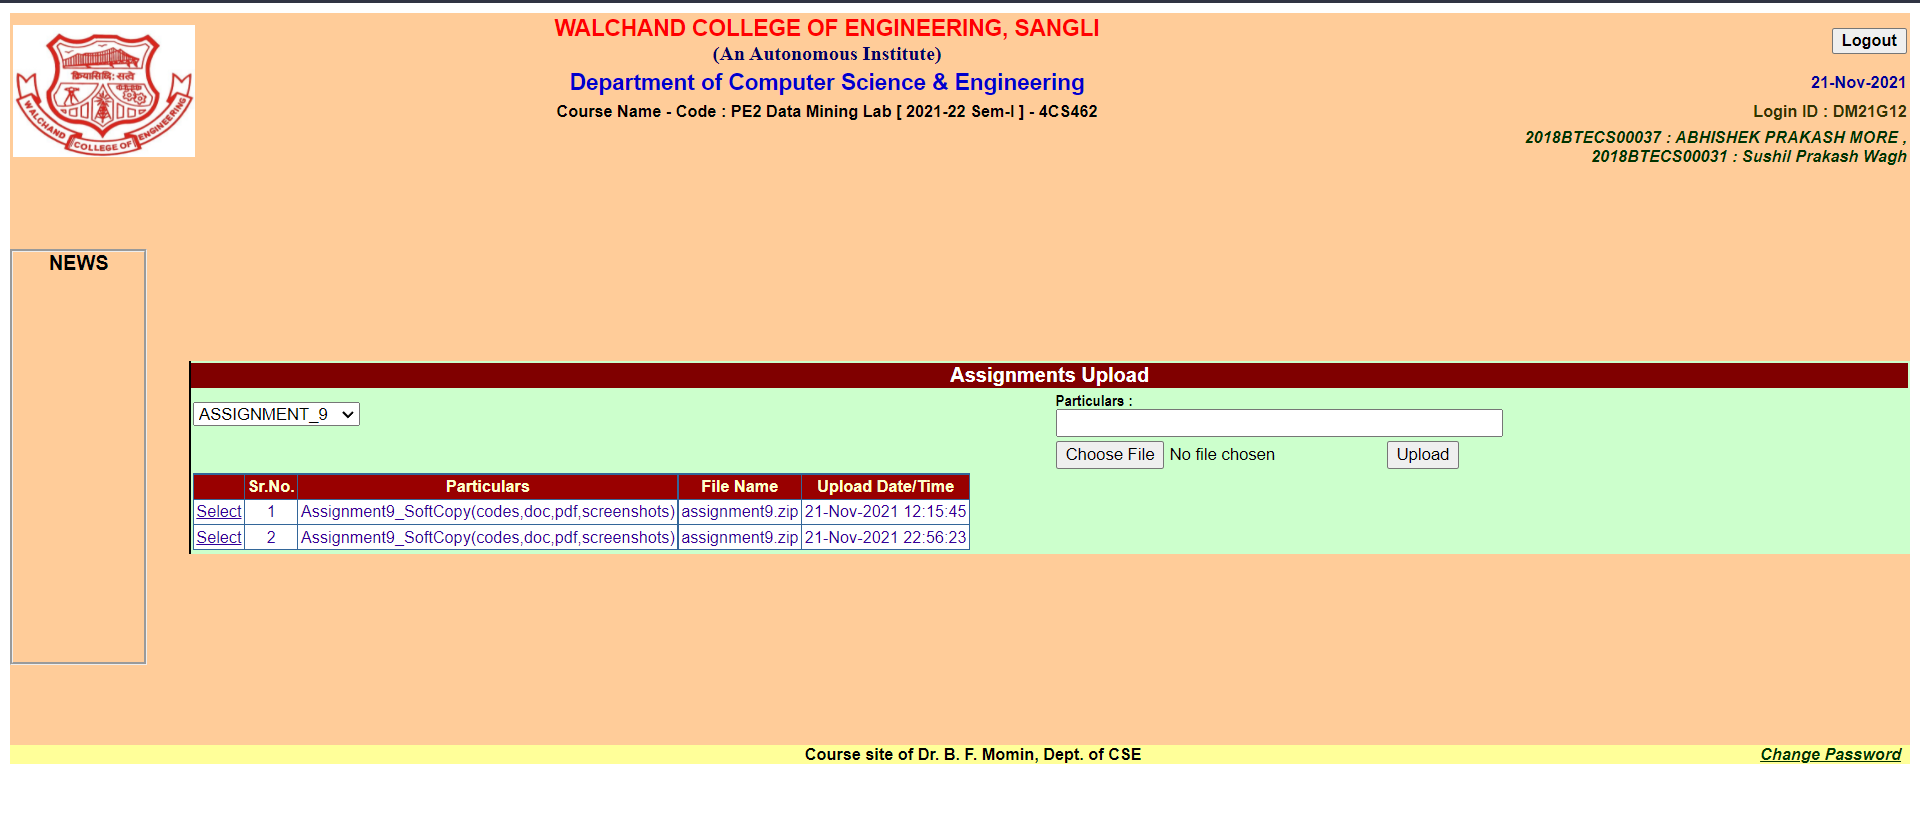 WALCHAND COLLEGE OF ENGINEERING, SANGLI
(An Autonomous Institute)
Department of Computer Science & Engineering
Course Name - Code : PE2 Data Mining Lab [ 2021-22 Sem-I ] - 4CS462
क्रियासिद्धि: सत्वे
WALCHAND COLLEGE OF ENGINEERING
Logout
21-Nov-2021
Login ID : DM21G12
2018BTECS00037 : ABHISHEK PRAKASH MORE ,
2018BTECS00031 : Sushil Prakash Wagh
NEWS
Assignments Upload
ASSIGNMENT_9
Particulars :
Choose File No file chosen Upload
Sr.No. Particulars File Name Upload Date/Time
Select 1 Assignment9_SoftCopy(codes,doc,pdf,screenshots) assignment9.zip 21-Nov-2021 12:15:45
Select 2 Assignment9_SoftCopy(codes,doc,pdf,screenshots) assignment9.zip 21-Nov-2021 22:56:23
Course site of Dr. B. F. Momin, Dept. of CSE
Change Password